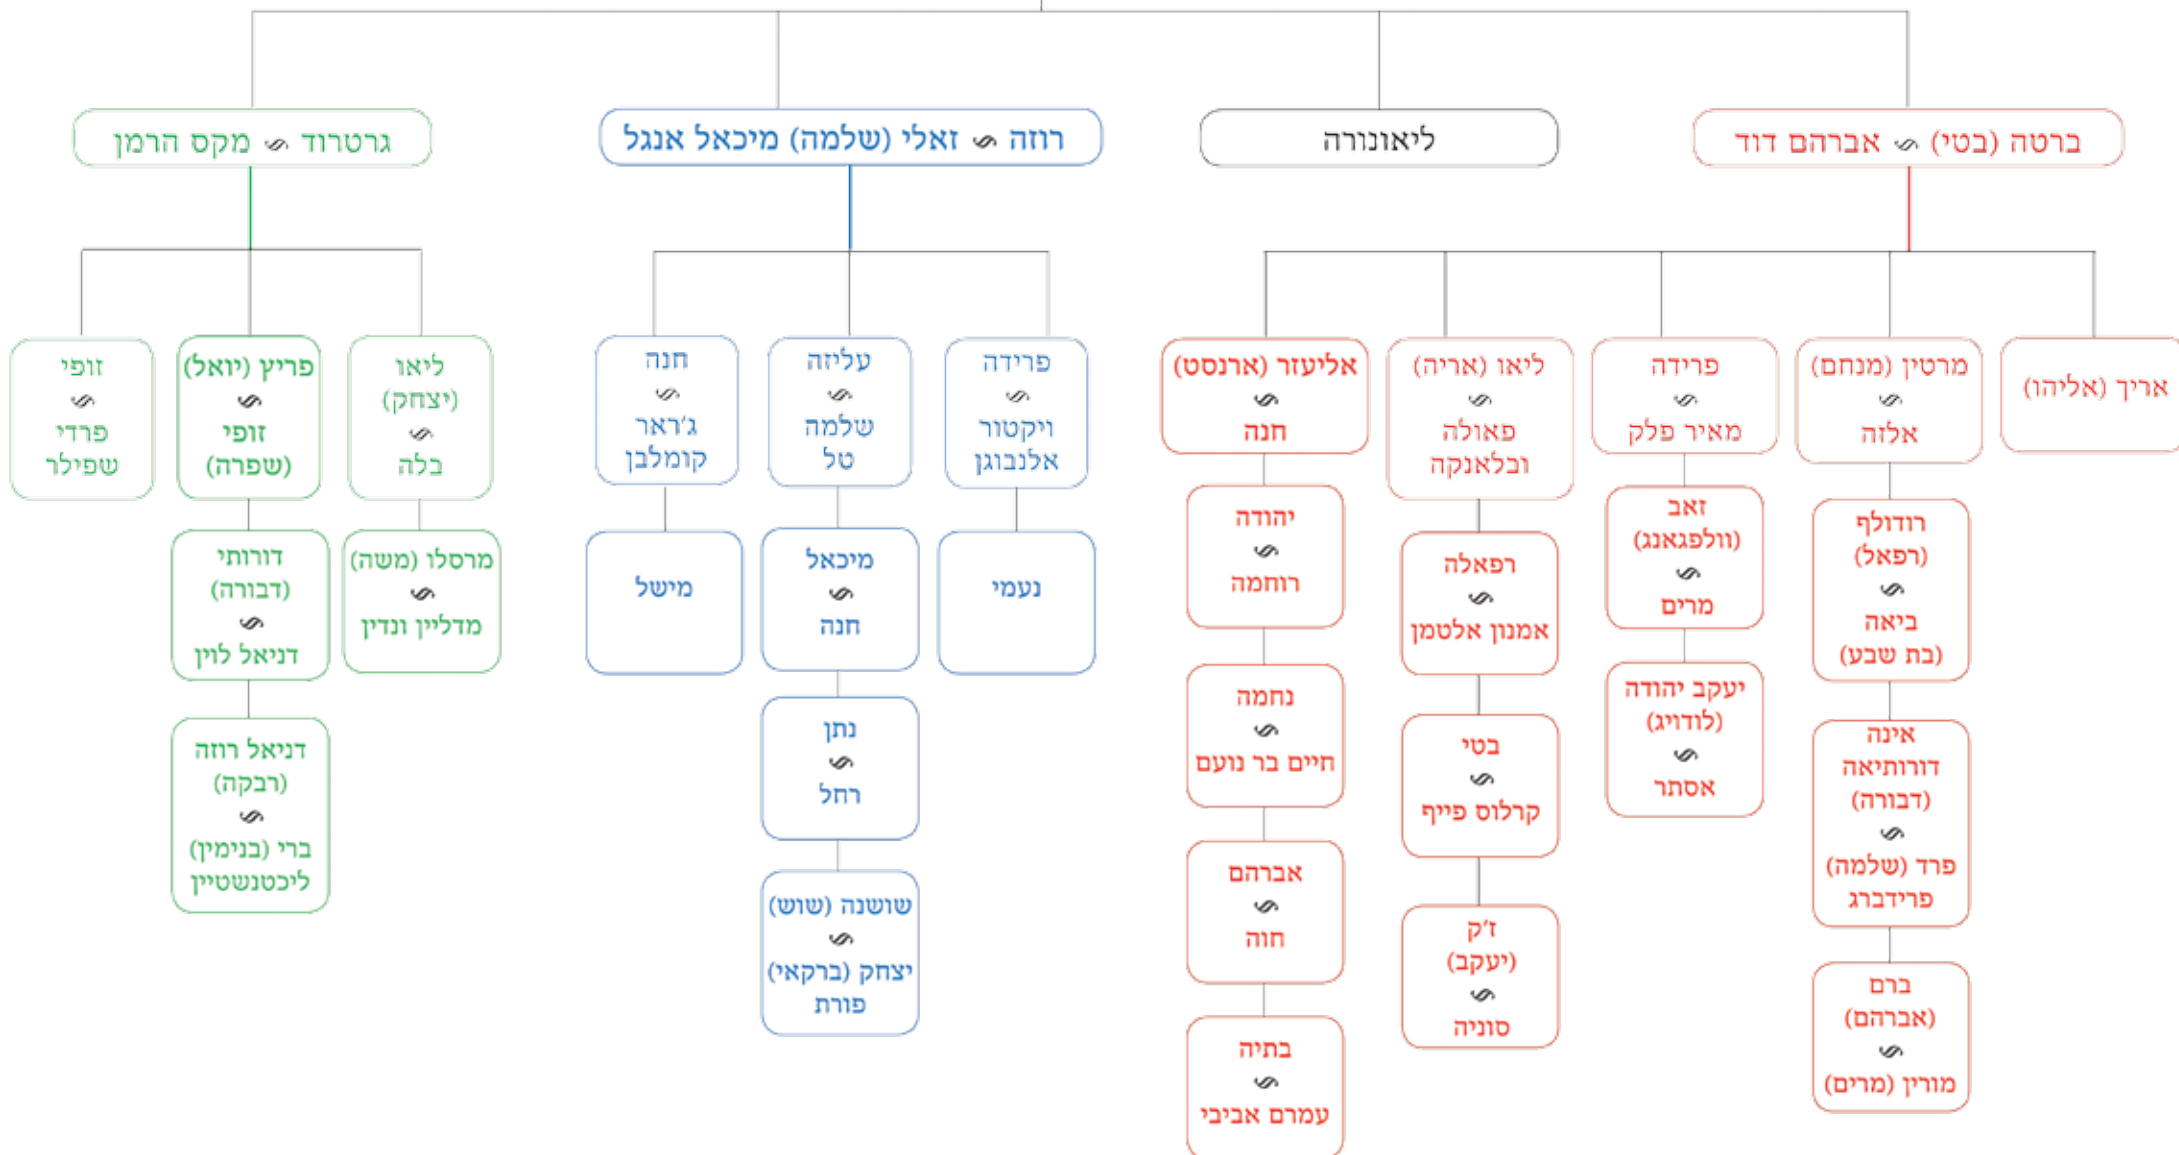 ברטה (בטי) ∾ אברהם דוד
ליאונורה
רוזה ∾ זאלי (שלמה) מיכאל אנגל
גרטרוד ∾ מקס הרמן
אריך (אליהו)
מרטין (מנחם)
∾
אלזה
רודולף
(רפאל)
∾
ביאה
(בת שבע)
אינה
דורותיאה
(דבורה)
∾
פרד (שלמה)
פרידברג
ברם
(אברהם)
∾
מורין (מרים)
פרידה
∾
מאיר פלק
זאב
(וולפגאנג)
∾
מרים
יעקב יהודה
(לודויג)
∾
אסתר
ליאו (אריה)
∾
פאולה
ובלאנקה
רפאלה
∾
אמנון אלטמן
בטי
∾
קרלוס פייף
ז'ק
(יעקב)
∾
סוניה
אליעזר (ארנסט)
∾
חנה
יהודה
∾
רוחמה
נחמה
∾
חיים בר נועם
אברהם
∾
חוה
בתיה
∾
עמרם אביבי
פרידה
∾
ויקטור
אלנבוגן
נעמי
עליזה
∾
שלמה
טל
מיכאל
∾
חנה
נתן
∾
רחל
שושנה (שוש)
∾
יצחק (ברקאי)
פורת
חנה
∾
ג'ראר
קומלבן
מישל
ליאו
(יצחק)
∾
בלה
מרסלו (משה)
∾
מדליין ונדין
פריץ (יואל)
∾
זופי
(שפרה)
דורותי
(דבורה)
∾
דניאל לוין
דניאל רוזה
(רבקה)
∾
ברי (בנימין)
ליכטנשטיין
זופי
∾
פרדי
שפילר